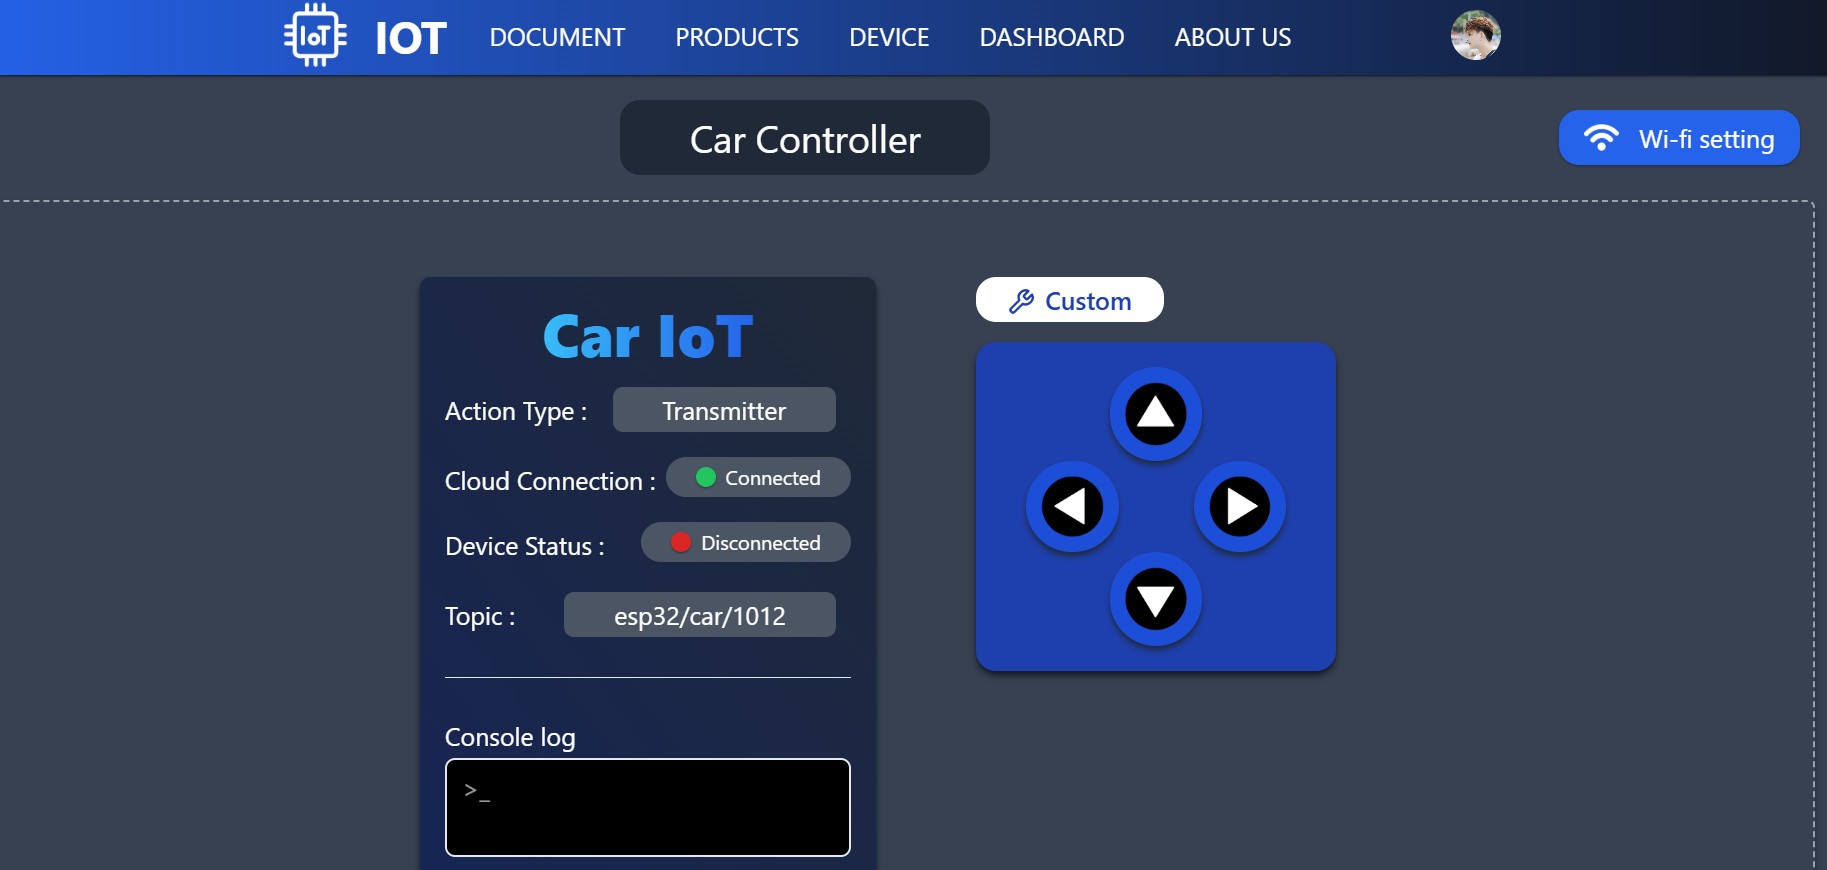 IoT IOT DOCUMENT PRODUCTS DEVICE DASHBOARD ABOUT US
Car Controller
Wi-fi setting
Car IoT
Action Type : Transmitter
Cloud Connection : Connected
Device Status : Disconnected
Topic : esp32/car/1012
Console log
>_
Custom